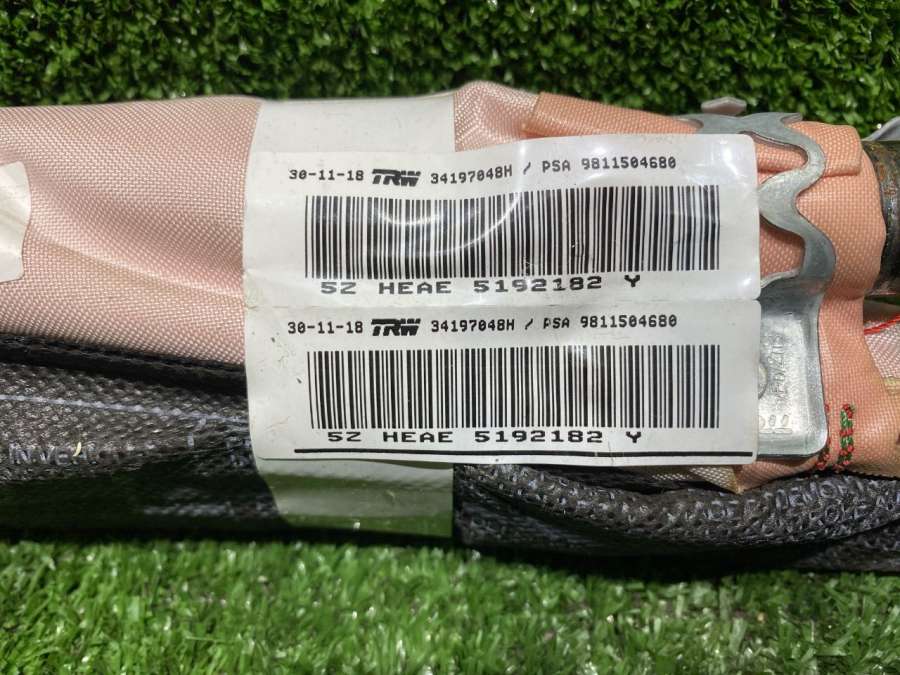 30-11-18 TRW 34197048H / PSA 9811504680
5Z HEAE 5192182 Y
30-11-18 TRW 34197048H / PSA 9811504680
5Z HEAE 5192182 Y